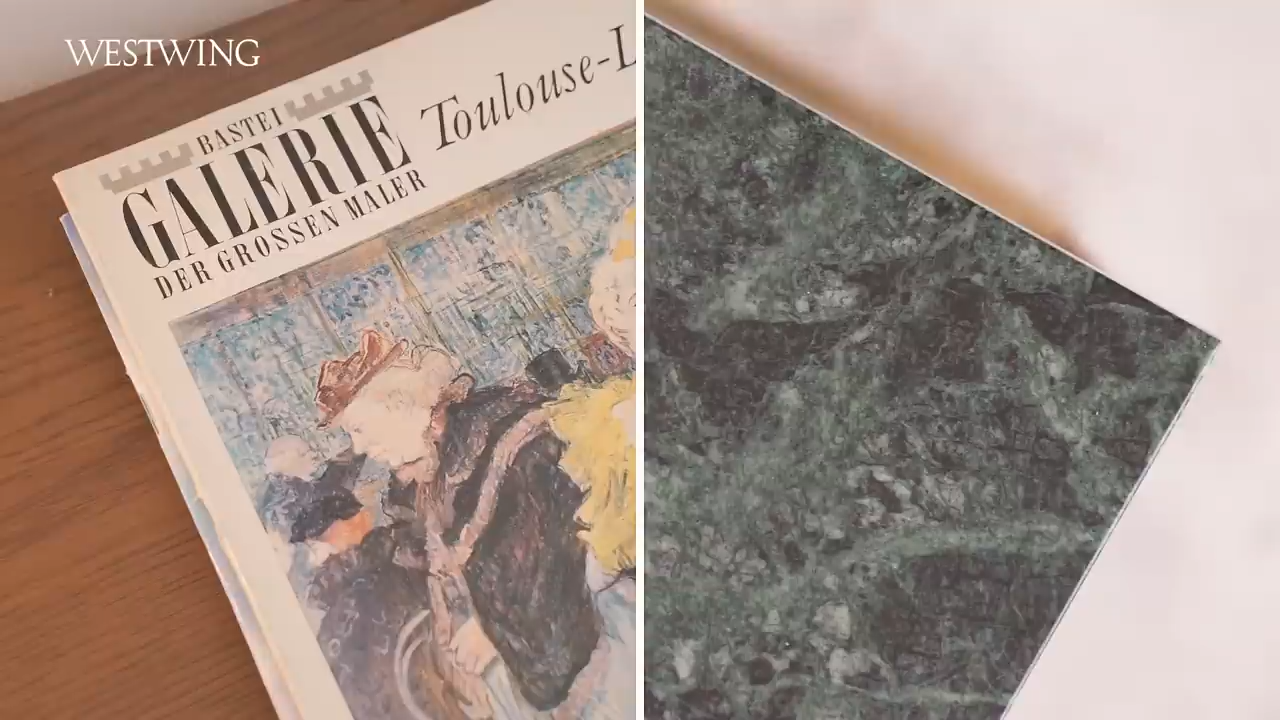 WESTWING
BASTEI
GALERIE
DER GROSSEN MALER
Toulouse-L